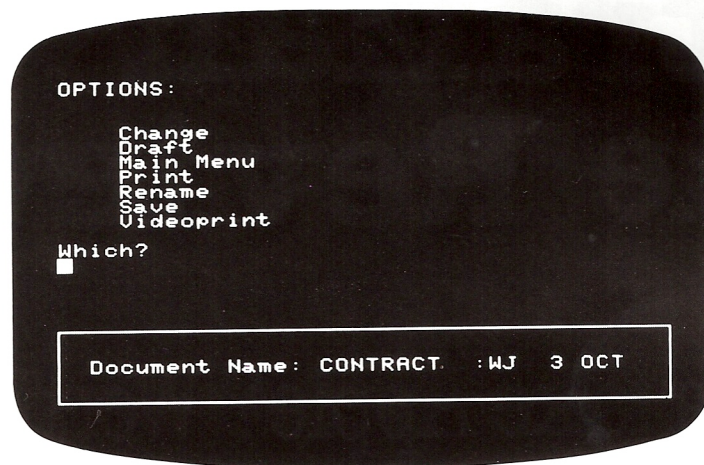 OPTIONS:
Change
Draft
Main Menu
Print
Rename
Save
Videoprint
Which?
Document Name: CONTRACT :WJ 3 OCT